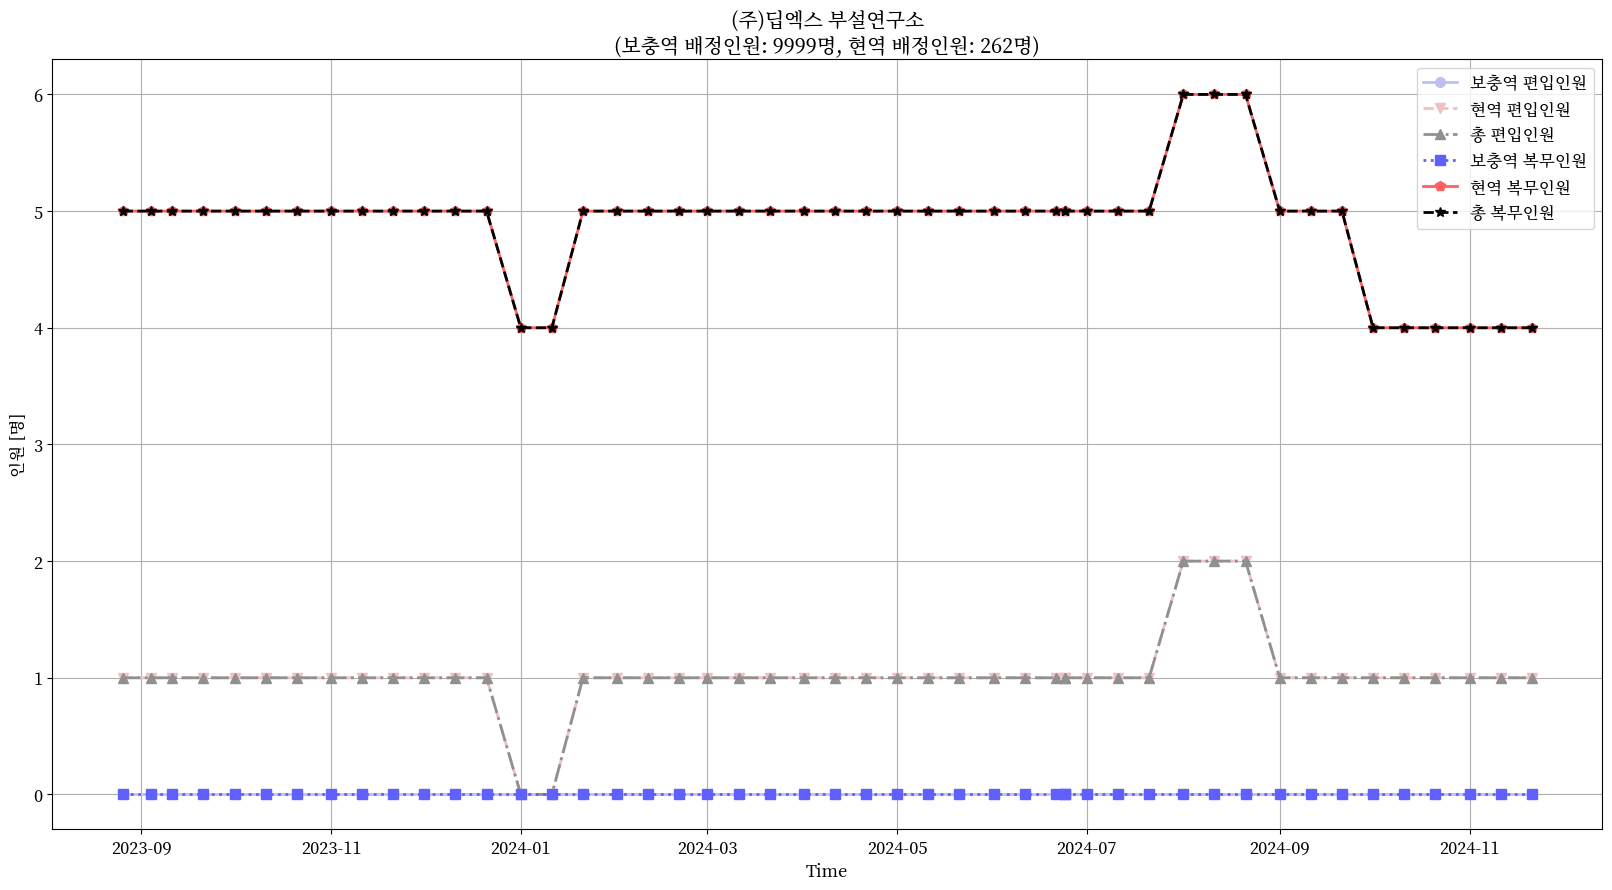 (주)딥엑스 부설연구소
(보충역 배정인원: 9999명, 현역 배정인원: 262명)
보충역 편입인원
현역 편입인원
총 편입인원
보충역 복무인원
현역 복무인원
총 복무인원
6
5
4
3
2
1
0
인원 [명]
2023-09 2023-11 2024-01 2024-03 2024-05 2024-07 2024-09 2024-11
Time